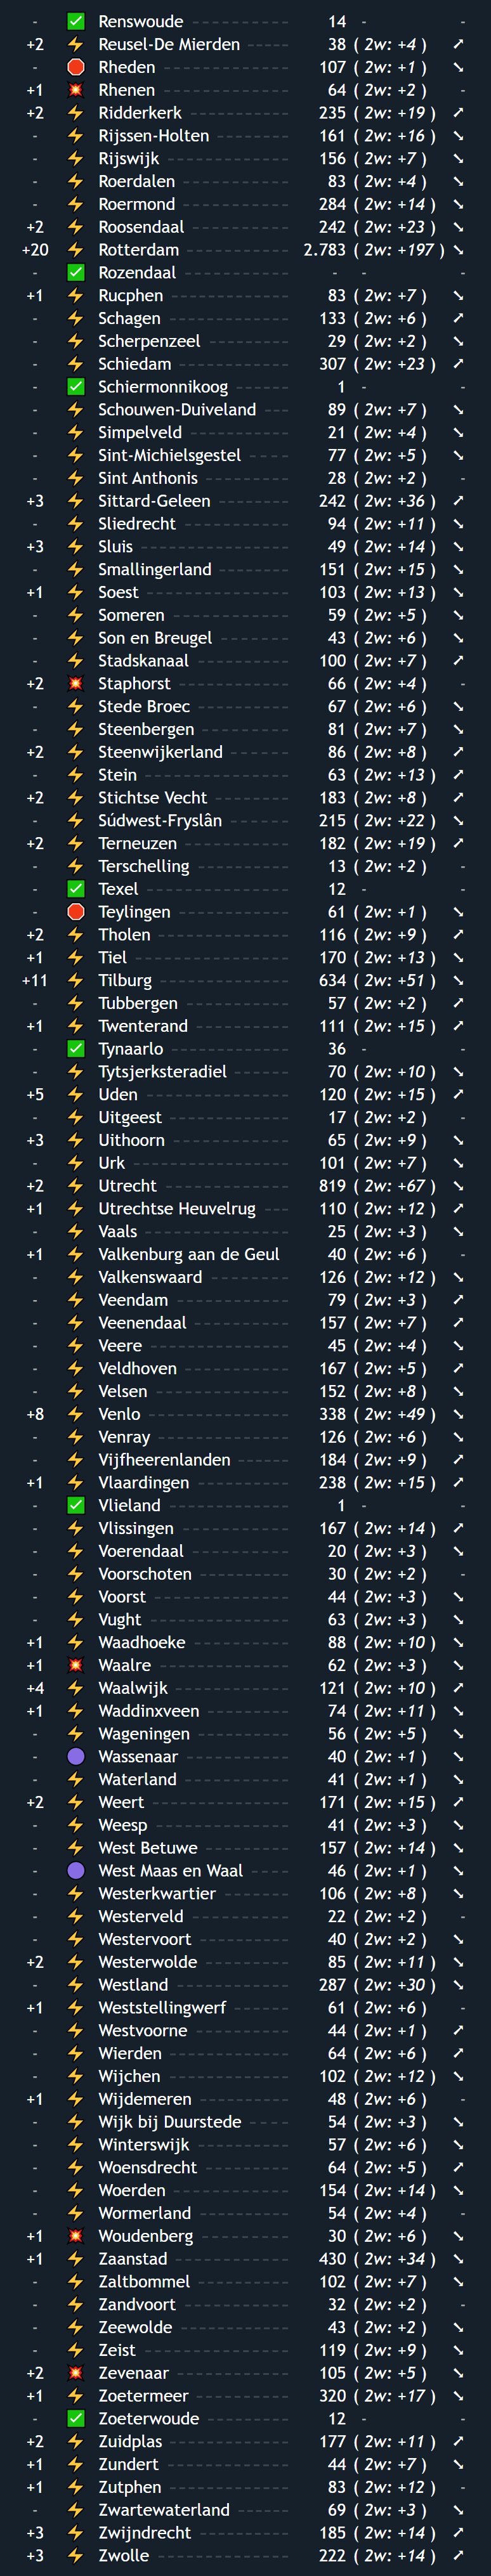 - ✅ Renswoude ---------- 14 - -
+2 ⚡ Reusel-De Mierden ------ 38 ( 2w: +4 ) ➚
- 🛑 Rheden ---------- 107 ( 2w: +1 ) ➘
+1 💥 Rhenen ---------- 64 ( 2w: +2 ) -
+2 ⚡ Ridderkerk ---------- 235 ( 2w: +19 ) ➚
- ⚡ Rijssen-Holten -------- 161 ( 2w: +16 ) ➘
- ⚡ Rijswijk ---------- 156 ( 2w: +7 ) ➘
- ⚡ Roerdalen ---------- 83 ( 2w: +4 ) ➘
- ⚡ Roermond ---------- 284 ( 2w: +14 ) ➘
+2 ⚡ Roosendaal ---------- 242 ( 2w: +23 ) ➘
+20 ⚡ Rotterdam ---------- 2.783 ( 2w: +197 ) ➘
- ✅ Rozendaal ---------- - - -
+1 ⚡ Rucphen ---------- 83 ( 2w: +7 ) ➘
- ⚡ Schagen ---------- 133 ( 2w: +6 ) ➚
- ⚡ Scherpenzeel -------- 29 ( 2w: +2 ) ➘
- ⚡ Schiedam ---------- 307 ( 2w: +23 ) ➚
- ✅ Schiermonnikoog ------ 1 - -
- ⚡ Schouwen-Duiveland ---- 89 ( 2w: +7 ) ➘
- ⚡ Simpelveld ---------- 21 ( 2w: +4 ) ➘
- ⚡ Sint-Michielsgestel ---- 77 ( 2w: +5 ) ➘
- ⚡ Sint Anthonis -------- 28 ( 2w: +2 ) -
+3 ⚡ Sittard-Geleen -------- 242 ( 2w: +36 ) ➚
- ⚡ Sliedrecht ---------- 94 ( 2w: +11 ) ➘
+3 ⚡ Sluis ---------- 49 ( 2w: +14 ) ➘
- ⚡ Smallingerland -------- 151 ( 2w: +15 ) ➘
+1 ⚡ Soest ---------- 103 ( 2w: +13 ) ➘
- ⚡ Someren ---------- 59 ( 2w: +5 ) ➘
- ⚡ Son en Breugel -------- 43 ( 2w: +6 ) ➘
- ⚡ Stadskanaal ---------- 100 ( 2w: +7 ) ➚
+2 💥 Staphorst ---------- 66 ( 2w: +4 ) -
- ⚡ Stede Broec ---------- 67 ( 2w: +6 ) ➘
- ⚡ Steenbergen ---------- 81 ( 2w: +7 ) ➘
+2 ⚡ Steenwijkerland ------ 86 ( 2w: +8 ) ➚
- ⚡ Stein ---------- 63 ( 2w: +13 ) ➚
+2 ⚡ Stichtse Vecht -------- 183 ( 2w: +8 ) ➚
- ⚡ Súdwest-Fryslân ------ 215 ( 2w: +22 ) ➘
+2 ⚡ Terneuzen ---------- 182 ( 2w: +19 ) ➚
- ⚡ Terschelling -------- 13 ( 2w: +2 ) -
- ✅ Texel ---------- 12 - -
- 🛑 Teylingen ---------- 61 ( 2w: +1 ) ➘
+2 ⚡ Tholen ---------- 116 ( 2w: +9 ) ➚
+1 ⚡ Tiel ---------- 170 ( 2w: +13 ) ➘
+11 ⚡ Tilburg ---------- 634 ( 2w: +51 ) ➘
- ⚡ Tubbergen ---------- 57 ( 2w: +2 ) ➚
+1 ⚡ Twenterand ---------- 111 ( 2w: +15 ) ➚
- ✅ Tynaarlo ---------- 36 - -
- ⚡ Tytsjerksteradiel ------ 70 ( 2w: +10 ) ➘
+5 ⚡ Uden ---------- 120 ( 2w: +15 ) ➚
- ⚡ Uitgeest ---------- 17 ( 2w: +2 ) -
+3 ⚡ Uithoorn ---------- 65 ( 2w: +9 ) ➘
- ⚡ Urk ---------- 101 ( 2w: +7 ) ➘
+2 ⚡ Utrecht ---------- 819 ( 2w: +67 ) ➘
+1 ⚡ Utrechtse Heuvelrug --- 110 ( 2w: +12 ) ➚
- ⚡ Vaals ---------- 25 ( 2w: +3 ) ➘
+1 ⚡ Valkenburg aan de Geul 40 ( 2w: +6 ) -
- ⚡ Valkenswaard -------- 126 ( 2w: +12 ) ➘
- ⚡ Veendam ---------- 79 ( 2w: +3 ) ➚
- ⚡ Veenendaal ---------- 157 ( 2w: +7 ) ➚
- ⚡ Veere ---------- 45 ( 2w: +4 ) ➘
- ⚡ Veldhoven ---------- 167 ( 2w: +5 ) ➚
- ⚡ Velsen ---------- 152 ( 2w: +8 ) ➘
+8 ⚡ Venlo ---------- 338 ( 2w: +49 ) ➘
- ⚡ Venray ---------- 126 ( 2w: +6 ) ➘
- ⚡ Vijfheerenlanden ------ 184 ( 2w: +9 ) ➚
+1 ⚡ Vlaardingen ---------- 238 ( 2w: +15 ) ➚
- ✅ Vlieland ---------- 1 - -
- ⚡ Vlissingen ---------- 167 ( 2w: +14 ) ➚
- ⚡ Voerendaal ---------- 20 ( 2w: +3 ) ➘
- ⚡ Voorschoten -------- 30 ( 2w: +2 ) -
- ⚡ Voorst ---------- 44 ( 2w: +3 ) ➘
- ⚡ Vught ---------- 63 ( 2w: +3 ) ➘
+1 ⚡ Waadhoeke ---------- 88 ( 2w: +10 ) ➘
+1 💥 Waalre ---------- 62 ( 2w: +3 ) ➘
+4 ⚡ Waalwijk ---------- 121 ( 2w: +10 ) ➚
+1 ⚡ Waddinxveen -------- 74 ( 2w: +11 ) ➘
- ⚡ Wageningen ---------- 56 ( 2w: +5 ) ➘
- 🟣 Wassenaar ---------- 40 ( 2w: +1 ) ➘
- ⚡ Waterland ---------- 41 ( 2w: +1 ) ➘
+2 ⚡ Weert ---------- 171 ( 2w: +15 ) ➚
- ⚡ Weesp ---------- 41 ( 2w: +3 ) ➘
- ⚡ West Betuwe -------- 157 ( 2w: +14 ) ➘
- 🟣 West Maas en Waal ---- 46 ( 2w: +1 ) ➘
- ⚡ Westerkwartier -------- 106 ( 2w: +8 ) ➘
- ⚡ Westerveld ---------- 22 ( 2w: +2 ) -
- ⚡ Westervoort -------- 40 ( 2w: +2 ) ➘
+2 ⚡ Westerwolde -------- 85 ( 2w: +11 ) ➘
- ⚡ Westland ---------- 287 ( 2w: +30 ) ➘
+1 ⚡ Weststellingwerf ------ 61 ( 2w: +6 ) -
- ⚡ Westvoorne ---------- 44 ( 2w: +1 ) ➚
- ⚡ Wierden ---------- 64 ( 2w: +6 ) ➚
- ⚡ Wijchen ---------- 102 ( 2w: +12 ) ➘
+1 ⚡ Wijdemeren ---------- 48 ( 2w: +6 ) -
- ⚡ Wijk bij Duurstede ---- 54 ( 2w: +3 ) ➘
- ⚡ Winterswijk ---------- 57 ( 2w: +6 ) ➘
- ⚡ Woensdrecht -------- 64 ( 2w: +5 ) ➚
- ⚡ Woerden ---------- 154 ( 2w: +14 ) ➘
- ⚡ Wormerland -------- 54 ( 2w: +4 ) -
+1 💥 Woudenberg -------- 30 ( 2w: +6 ) ➘
+1 ⚡ Zaanstad ---------- 430 ( 2w: +34 ) ➘
- ⚡ Zaltbommel ---------- 102 ( 2w: +7 ) ➘
- ⚡ Zandvoort ---------- 32 ( 2w: +2 ) -
- ⚡ Zeewolde ---------- 43 ( 2w: +2 ) ➘
- ⚡ Zeist ---------- 119 ( 2w: +9 ) ➘
+2 💥 Zevenaar ---------- 105 ( 2w: +5 ) ➘
+1 ⚡ Zoetermeer ---------- 320 ( 2w: +17 ) ➘
- ✅ Zoeterwoude -------- 12 - -
+2 ⚡ Zuidplas ---------- 177 ( 2w: +11 ) ➚
+1 ⚡ Zundert ---------- 44 ( 2w: +7 ) ➘
+1 ⚡ Zutphen ---------- 83 ( 2w: +12 ) -
- ⚡ Zwartewaterland ------ 69 ( 2w: +3 ) ➘
+3 ⚡ Zwijndrecht ---------- 185 ( 2w: +14 ) ➚
+3 ⚡ Zwolle ---------- 222 ( 2w: +14 ) ➚